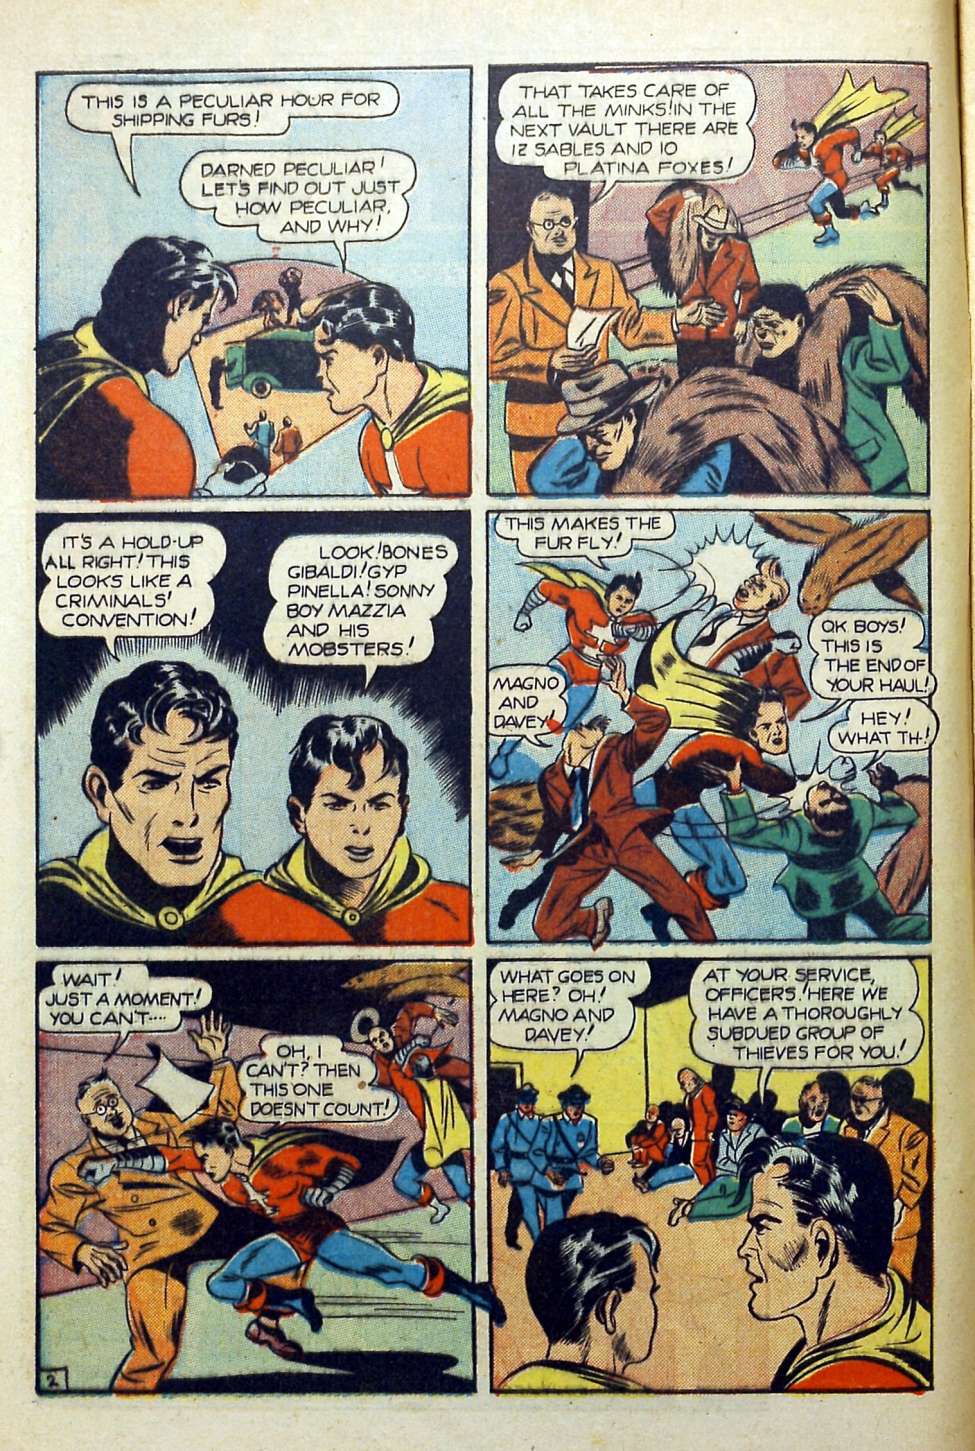 THIS IS A PECULIAR HOUR FOR
SHIPPING FURS!
DARNED PECULIAR!
LET'S FIND OUT JUST
HOW PECULIAR,
AND WHY!
THAT TAKES CARE OF
ALL THE MINKS! IN THE
NEXT VAULT THERE ARE
12 SABLES AND 10
PLATINA FOXES!
IT'S A HOLD-UP
ALL RIGHT! THIS
LOOKS LIKE A
CRIMINALS'
CONVENTION!
LOOK! BONES
GIBALDI! GYP
PINELLA! SONNY
BOY MAZZIA
AND HIS
MOBSTERS!
THIS MAKES THE
FUR FLY!
MAGNO
AND
DAVEY!
OK BOYS!
THIS IS
THE END OF
YOUR HAUL!
HEY!
WHAT TH-!
WAIT!
JUST A MOMENT!
YOU CAN'T----
OH, I
CAN'T? THEN
THIS ONE
DOESN'T COUNT!
2
WHAT GOES ON
HERE? OH!
MAGNO AND
DAVEY!
AT YOUR SERVICE,
OFFICERS! HERE WE
HAVE A THOROUGHLY
SUBDUED GROUP OF
THIEVES FOR YOU!